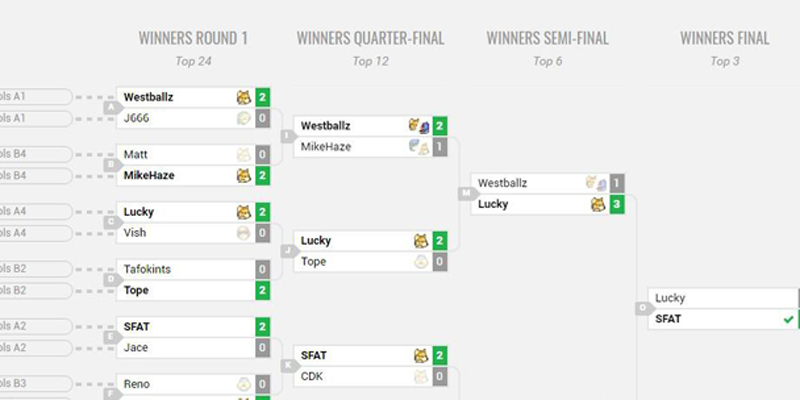 WINNERS ROUND 1
Top 24
WINNERS QUARTER-FINAL
Top 12
WINNERS SEMI-FINAL
Top 6
WINNERS FINAL
Top 3
ols A1
Westballz 2
A
ols A1
J666 0
ols B4
Matt 0
B
ols B4
MikeHaze 2
ols A4
Lucky 2
C
ols A4
Vish 0
ols B2
Tafokints 0
D
ols B2
Tope 2
ols A2
SFAT 2
E
ols A2
Jace 0
ols B3
Reno 0
F
I
Westballz 2
MikeHaze 1
J
Lucky 2
Tope 0
K
SFAT 2
CDK 0
M
Westballz 1
Lucky 3
O
Lucky
SFAT